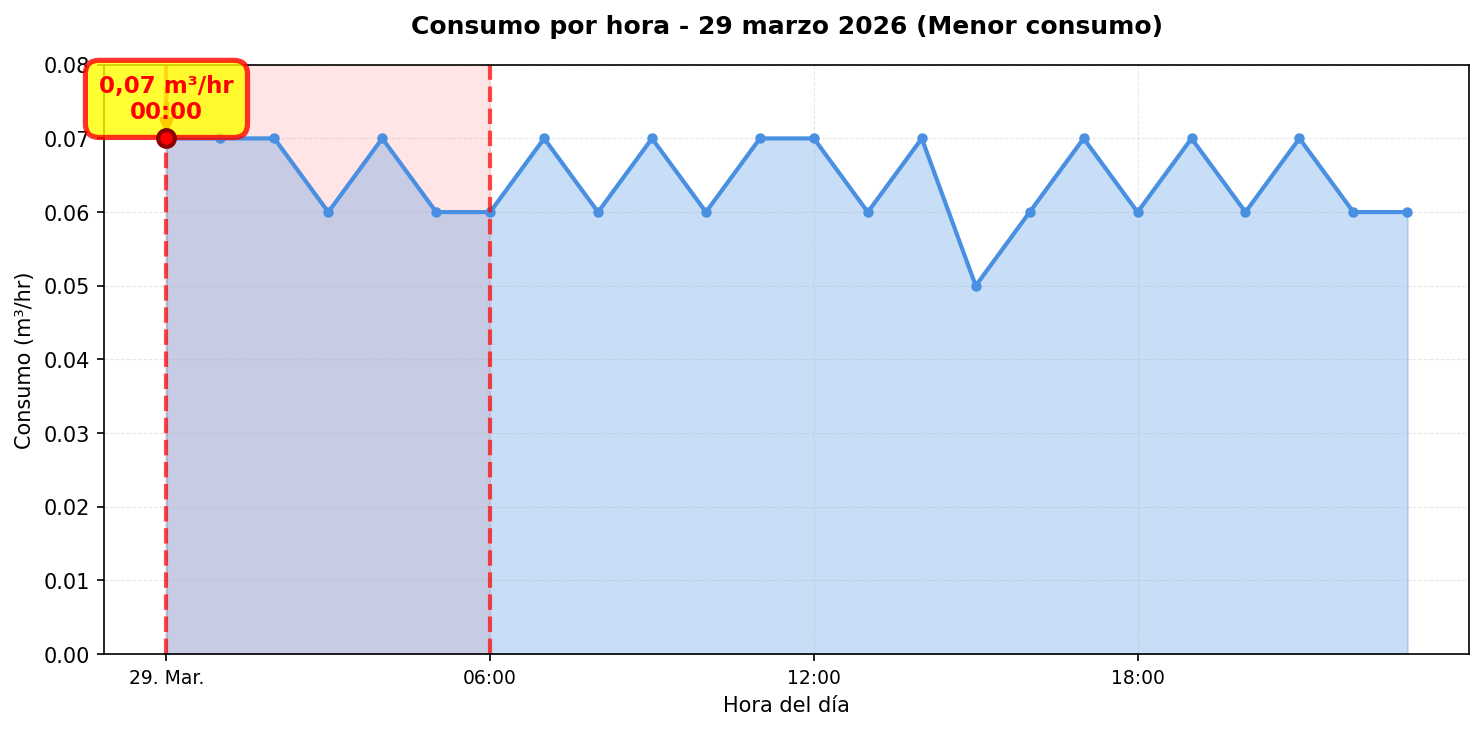 Consumo por hora - 29 marzo 2026 (Menor consumo)
0,07 m³/hr
00:00
Consumo (m³/hr)
0.08
0.07
0.06
0.05
0.04
0.03
0.02
0.01
0.00
29. Mar.
06:00
12:00
18:00
Hora del día